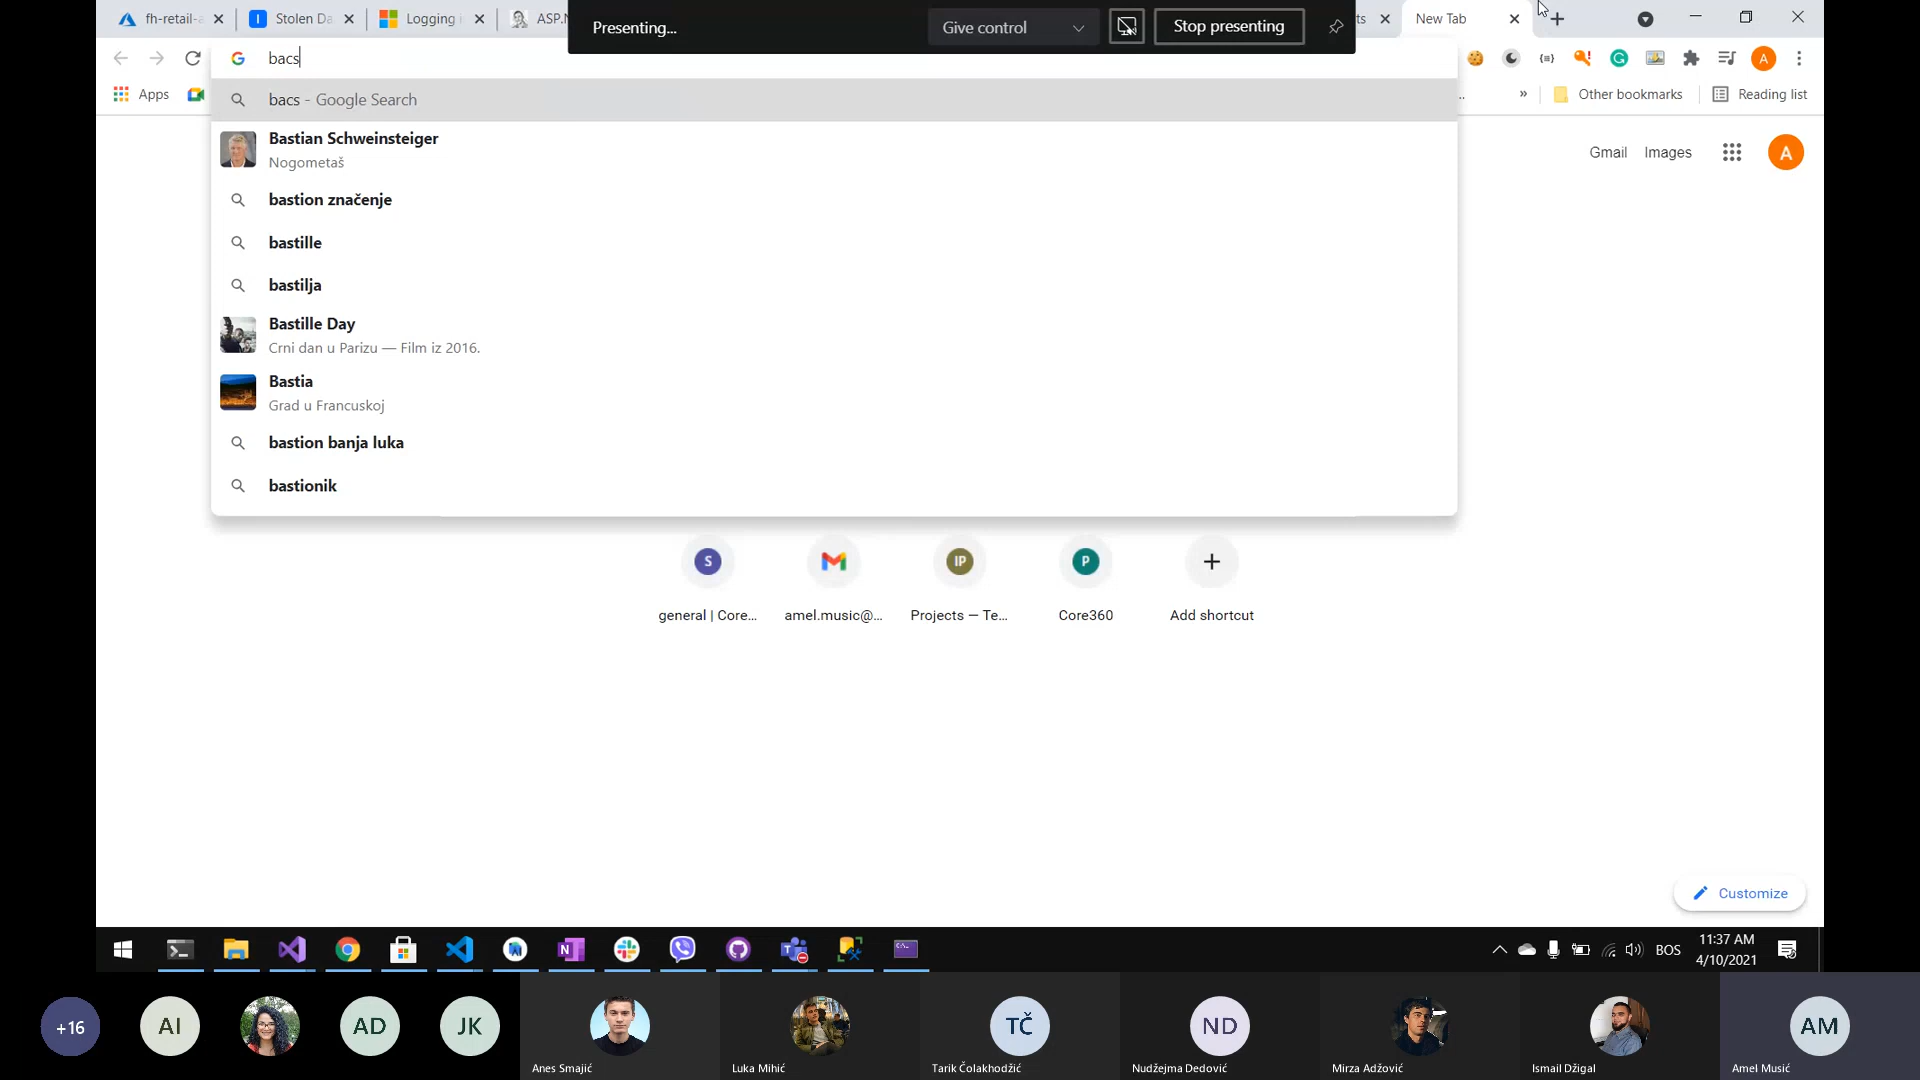 fh-retail-a
Stolen Da
Logging i
ASP.N
Presenting...
Give control
Stop presenting
ts
New Tab
bacs
Apps
Other bookmarks
Reading list
bacs - Google Search
Bastian Schweinsteiger
Nogometaš
bastion značenje
bastille
bastilja
Bastille Day
Crni dan u Parizu — Film iz 2016.
Bastia
Grad u Francuskoj
bastion banja luka
bastionik
Gmail
Images
A
A
S
IP
P
general | Core...
amel.music@...
Projects — Te...
Core360
Add shortcut
Customize
BOS
11:37 AM
4/10/2021
+16
AI
AD
JK
TČ
ND
AM
Anes Smajić
Luka Mihić
Tarik Čolakhodžić
Nudžejma Dedović
Mirza Adžović
Ismail Džigal
Amel Musić